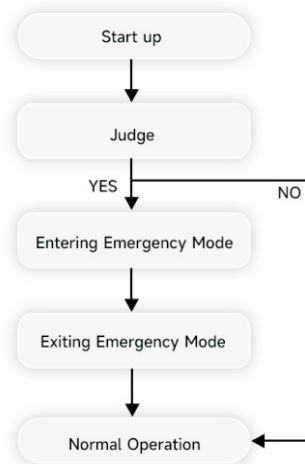 Start up
Judge
YES
NO
Entering Emergency Mode
Exiting Emergency Mode
Normal Operation